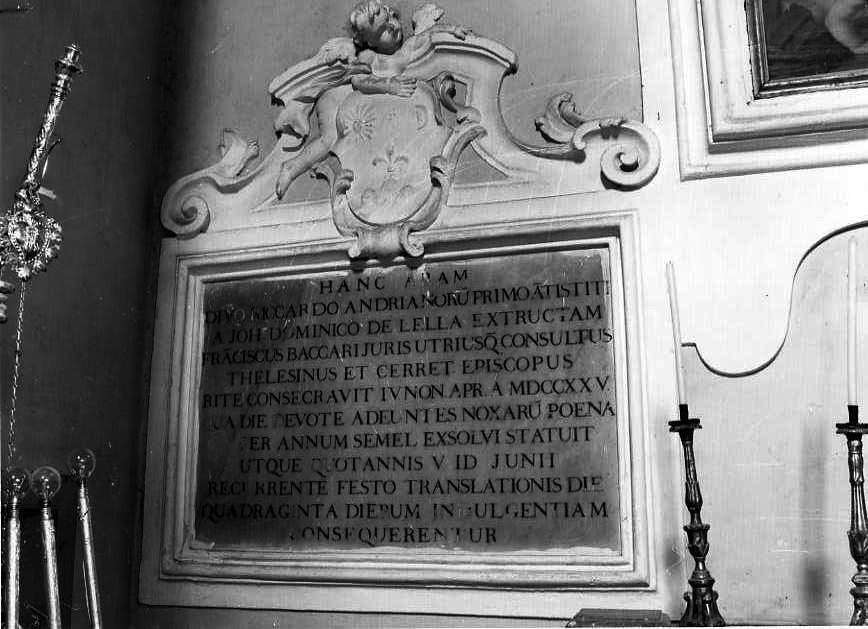 HANC ARAM
DIVO RICCARDO ANDRIANORŪ PRIMO ĀTISTITI
A JOH. DOMINICO DE LELLA EXTRUCTAM
FRĀCISCUS BACCARI JURIS UTRIUSQ. CONSULTUS
THELESINUS ET CERRET EPISCOPUS
RITE CONSECRAVIT IV NON. APR. A MDCCXXV.
QUA DIE DEVOTE ADEUNTES NOXARŪ POENA
PER ANNUM SEMEL EXSOLVI STATUIT
UTQUE QUOTANNIS V ID JUNII
RECURRENTE FESTO TRANSLATIONIS DIE
QUADRAGINTA DIERUM INDULGENTIAM
CONSEQUERENTUR